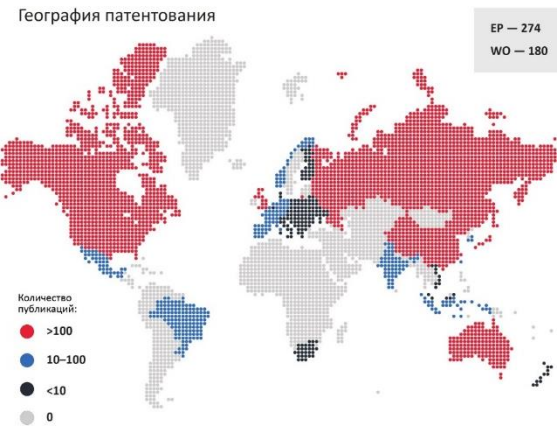 География патентования
EP — 274
WO — 180
Количество
публикаций:
>100
10–100
<10
0